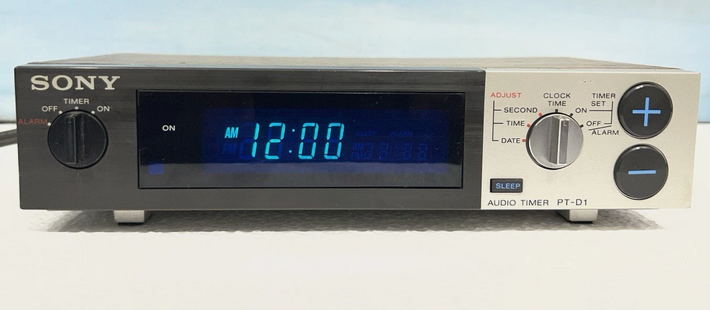 SONY
TIMER
OFF ON
ALARM
ON
AM 12:00
ADJUST
SECOND
TIME
DATE
CLOCK
TIME
ON
TIMER
SET
OFF
ALARM
+
−
SLEEP
AUDIO TIMER PT-D1